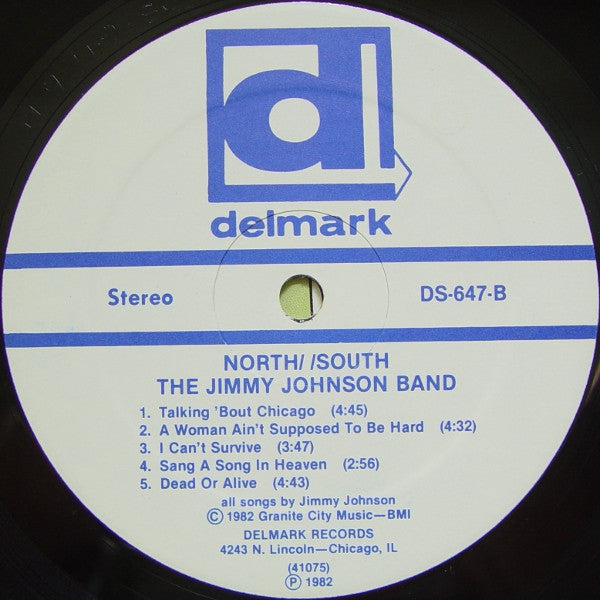 d
delmark
Stereo DS-647-B
NORTH/ /SOUTH
THE JIMMY JOHNSON BAND
1. Talking 'Bout Chicago (4:45)
2. A Woman Ain't Supposed To Be Hard (4:32)
3. I Can't Survive (3:47)
4. Sang A Song In Heaven (2:56)
5. Dead Or Alive (4:43)
all songs by Jimmy Johnson
Ⓒ 1982 Granite City Music—BMI
DELMARK RECORDS
4243 N. Lincoln—Chicago, IL
(41075)
Ⓟ 1982